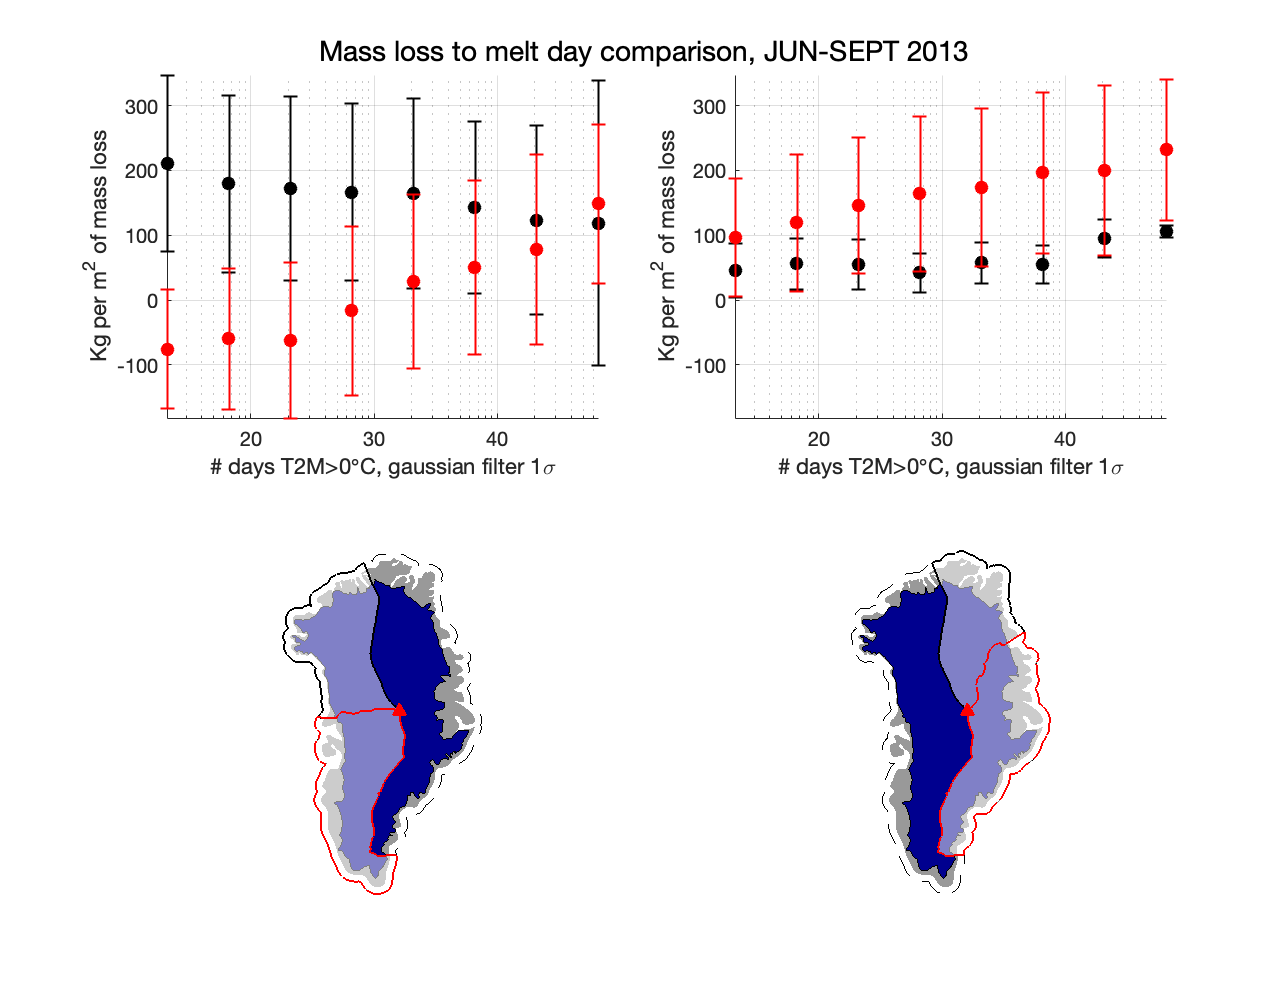 Mass loss to melt day comparison, JUN-SEPT 2013
Kg per m² of mass loss
300
200
100
0
-100
20 30 40
# days T2M>0°C, gaussian filter 1σ
Kg per m² of mass loss
300
200
100
0
-100
20 30 40
# days T2M>0°C, gaussian filter 1σ